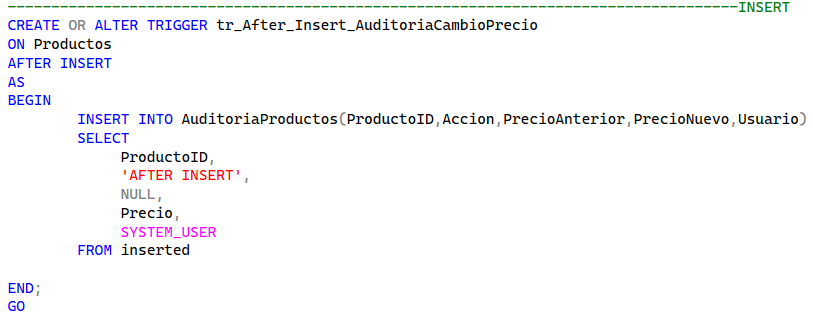 ------------------------------------------------------------------------------------INSERT
CREATE OR ALTER TRIGGER tr_After_Insert_AuditoriaCambioPrecio
ON Productos
AFTER INSERT
AS
BEGIN
        INSERT INTO AuditoriaProductos(ProductoID,Accion,PrecioAnterior,PrecioNuevo,Usuario)
        SELECT
             ProductoID,
             'AFTER INSERT',
             NULL,
             Precio,
             SYSTEM_USER
        FROM inserted

END;
GO